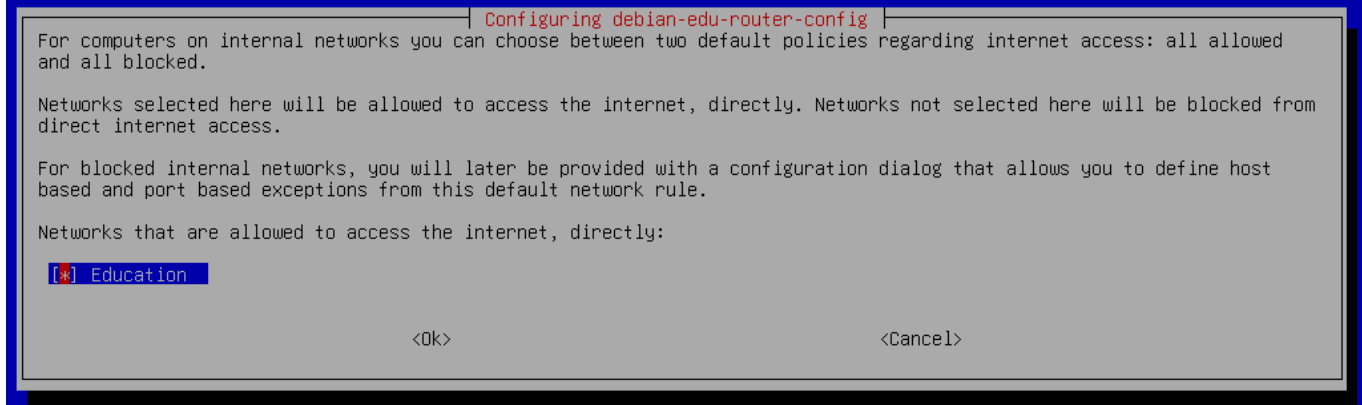 Configuring debian-edu-router-config
For computers on internal networks you can choose between two default policies regarding internet access: all allowed
and all blocked.
Networks selected here will be allowed to access the internet, directly. Networks not selected here will be blocked from
direct internet access.
For blocked internal networks, you will later be provided with a configuration dialog that allows you to define host
based and port based exceptions from this default network rule.
Networks that are allowed to access the internet, directly:
[*] Education
<Ok> <Cancel>